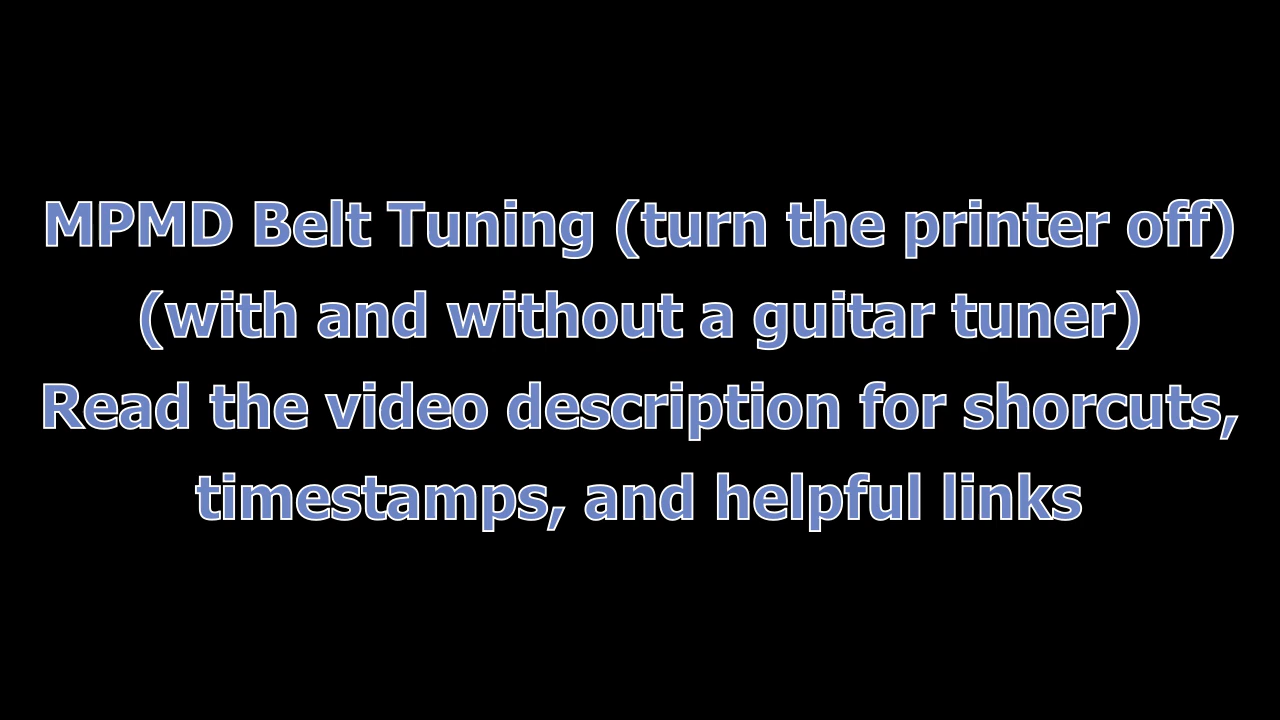 MPMD Belt Tuning (turn the printer off)
(with and without a guitar tuner)
Read the video description for shorcuts,
timestamps, and helpful links